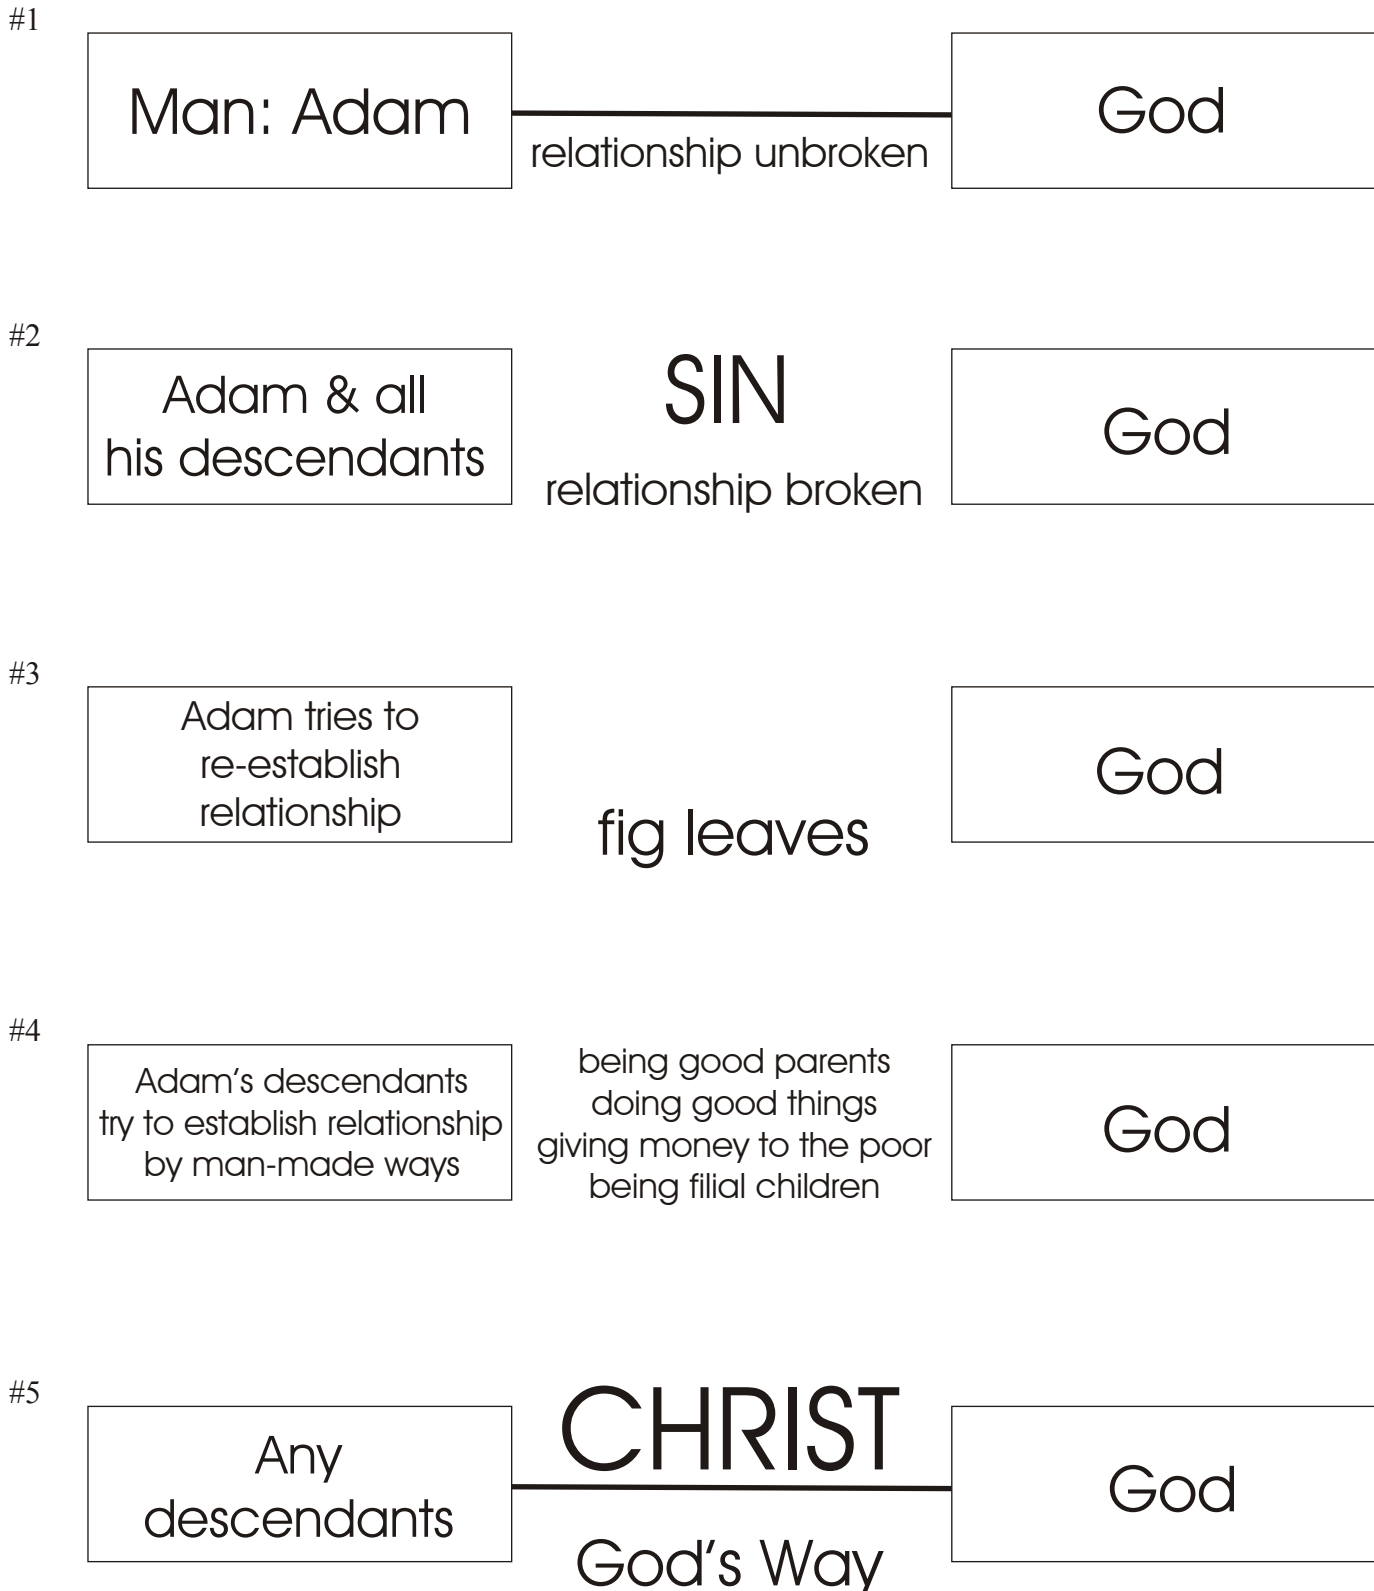 #1
Man: Adam
relationship unbroken
God
#2
Adam & all
his descendants
SIN
relationship broken
God
#3
Adam tries to
re-establish
relationship
fig leaves
God
#4
Adam's descendants
try to establish relationship
by man-made ways
being good parents
doing good things
giving money to the poor
being filial children
God
#5
Any
descendants
CHRIST
God's Way
God